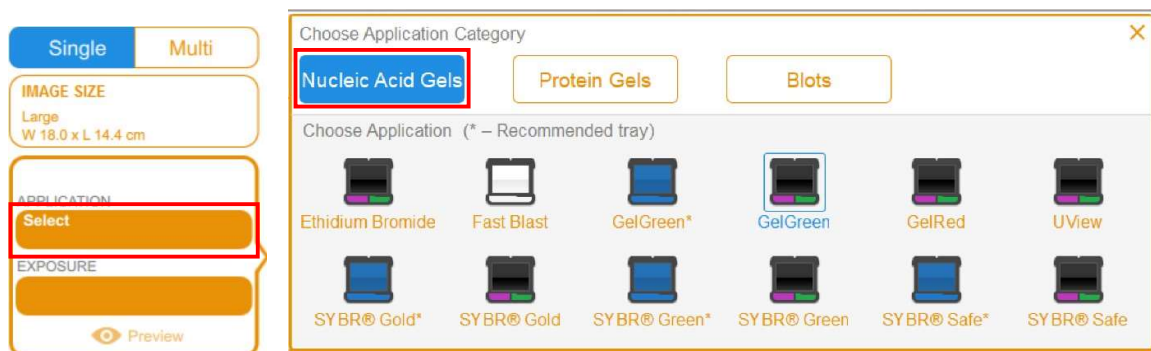 Single Multi
IMAGE SIZE
Large
W 18.0 x L 14.4 cm
APPLICATION
Select
EXPOSURE
Preview
Choose Application Category
Nucleic Acid Gels Protein Gels Blots
Choose Application (* – Recommended tray)
Ethidium Bromide Fast Blast GelGreen* GelGreen GelRed UView
SYBR® Gold* SYBR® Gold SYBR® Green* SYBR® Green SYBR® Safe* SYBR® Safe